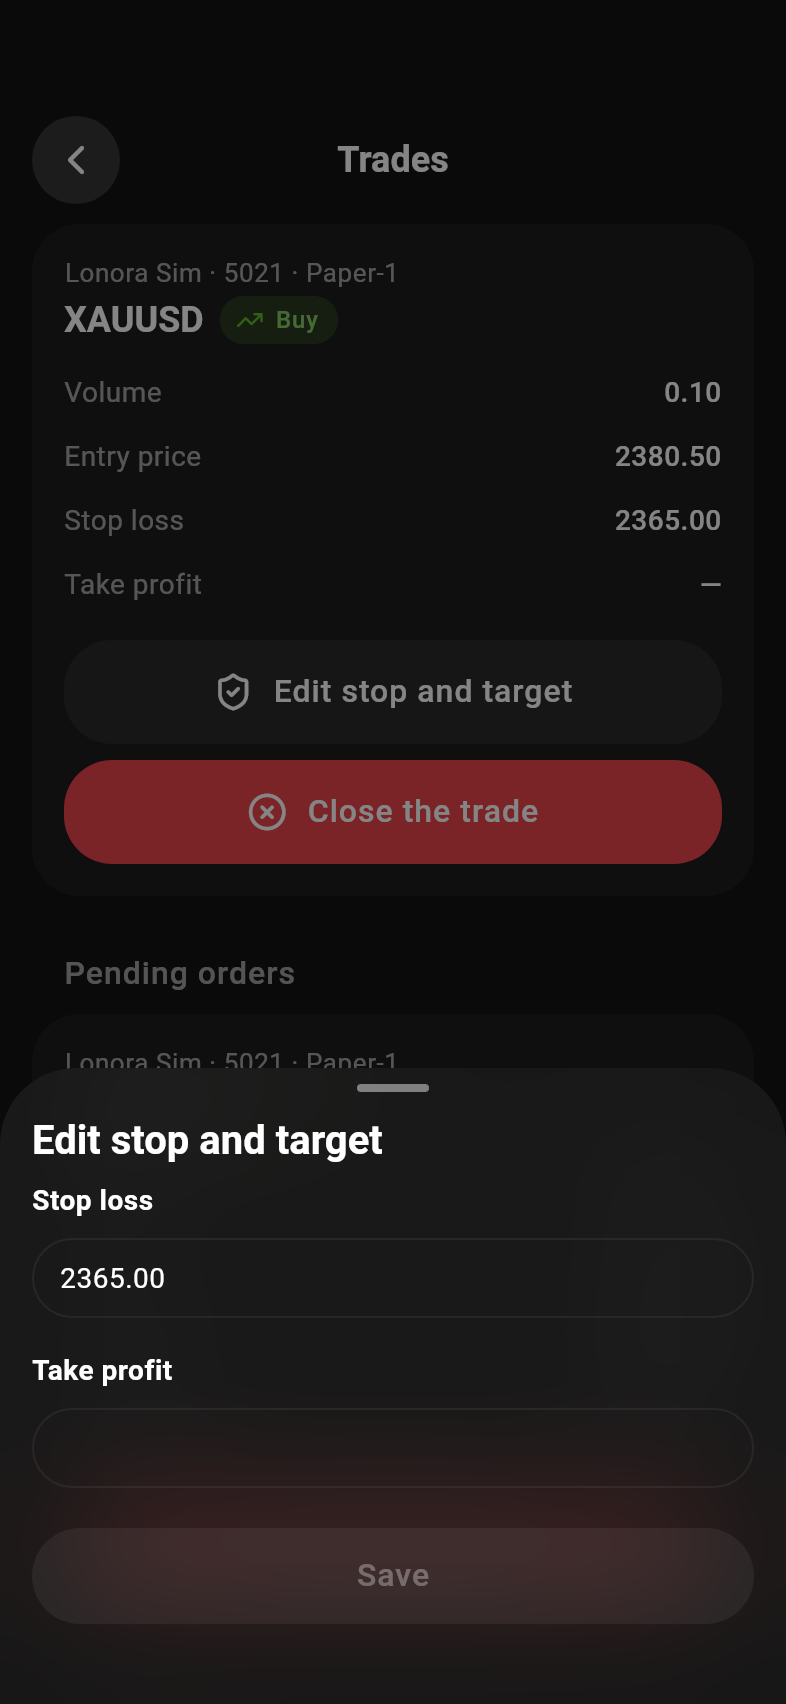 Trades
Lonora Sim · 5021 · Paper-1
XAUUSD Buy
Volume 0.10
Entry price 2380.50
Stop loss 2365.00
Take profit —
Edit stop and target
Close the trade
Pending orders
Lonora Sim · 5021 · Paper-1
Edit stop and target
Stop loss
2365.00
Take profit
Save